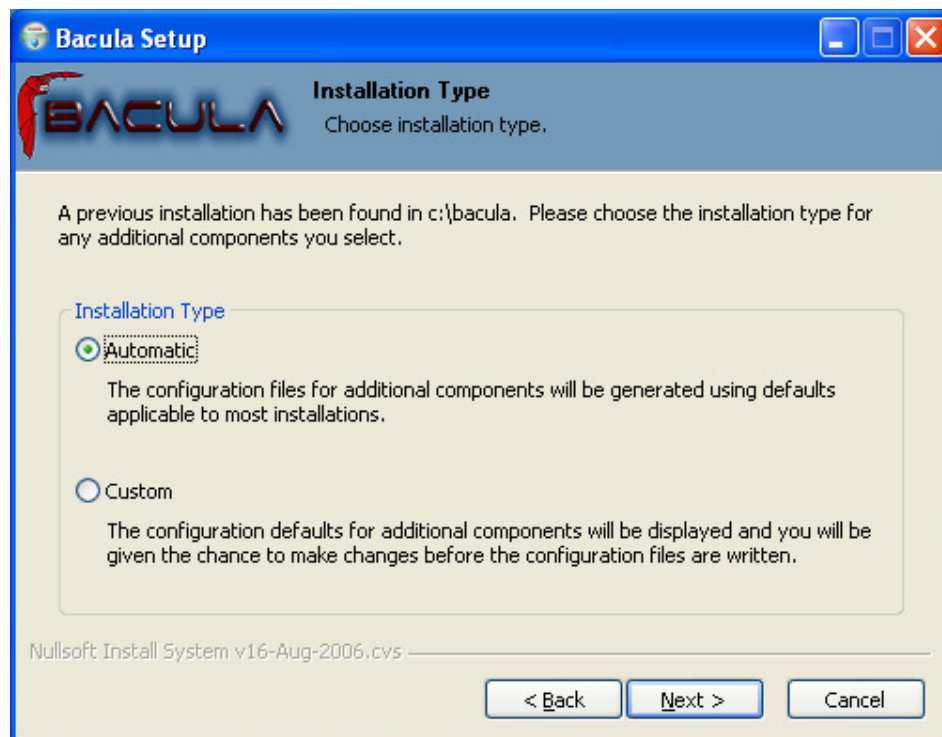 Bacula Setup
BACULA
Installation Type
Choose installation type.
A previous installation has been found in c:\bacula.  Please choose the installation type for
any additional components you select.
Installation Type
Automatic
The configuration files for additional components will be generated using defaults
applicable to most installations.
Custom
The configuration defaults for additional components will be displayed and you will be
given the chance to make changes before the configuration files are written.
Nullsoft Install System v16-Aug-2006.cvs
< Back
Next >
Cancel